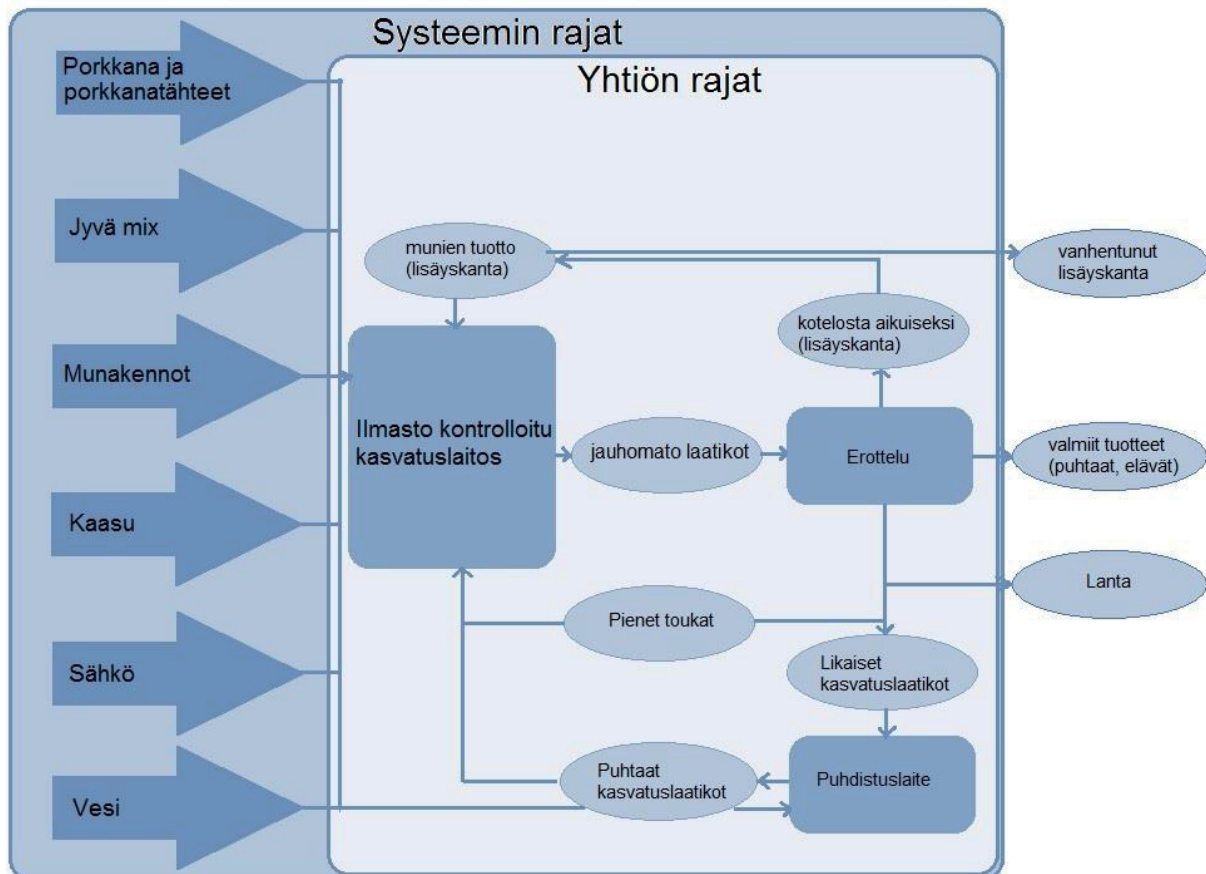 Systeemin rajat
Yhtiön rajat
Porkkana ja
porkkanatähteet
Jyvä mix
Munakennot
Kaasu
Sähkö
Vesi
munien tuotto
(lisäyskanta)
vanhentunut
lisäyskanta
kotelosta aikuiseksi
(lisäyskanta)
Ilmasto kontrolloitu
kasvatuslaitos
jauhomato laatikot
Erottelu
valmiit tuotteet
(puhtaat, elävät)
Lanta
Pienet toukat
Likaiset
kasvatuslaatikot
Puhtaat
kasvatuslaatikot
Puhdistuslaite